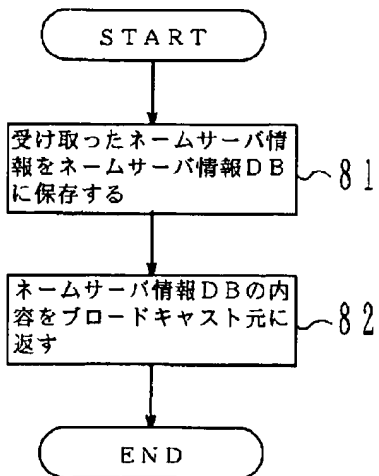 START
受け取ったネームサーバ情
報をネームサーバ情報DB
に保存する
81
ネームサーバ情報DBの内
容をブロードキャスト元に
返す
82
END